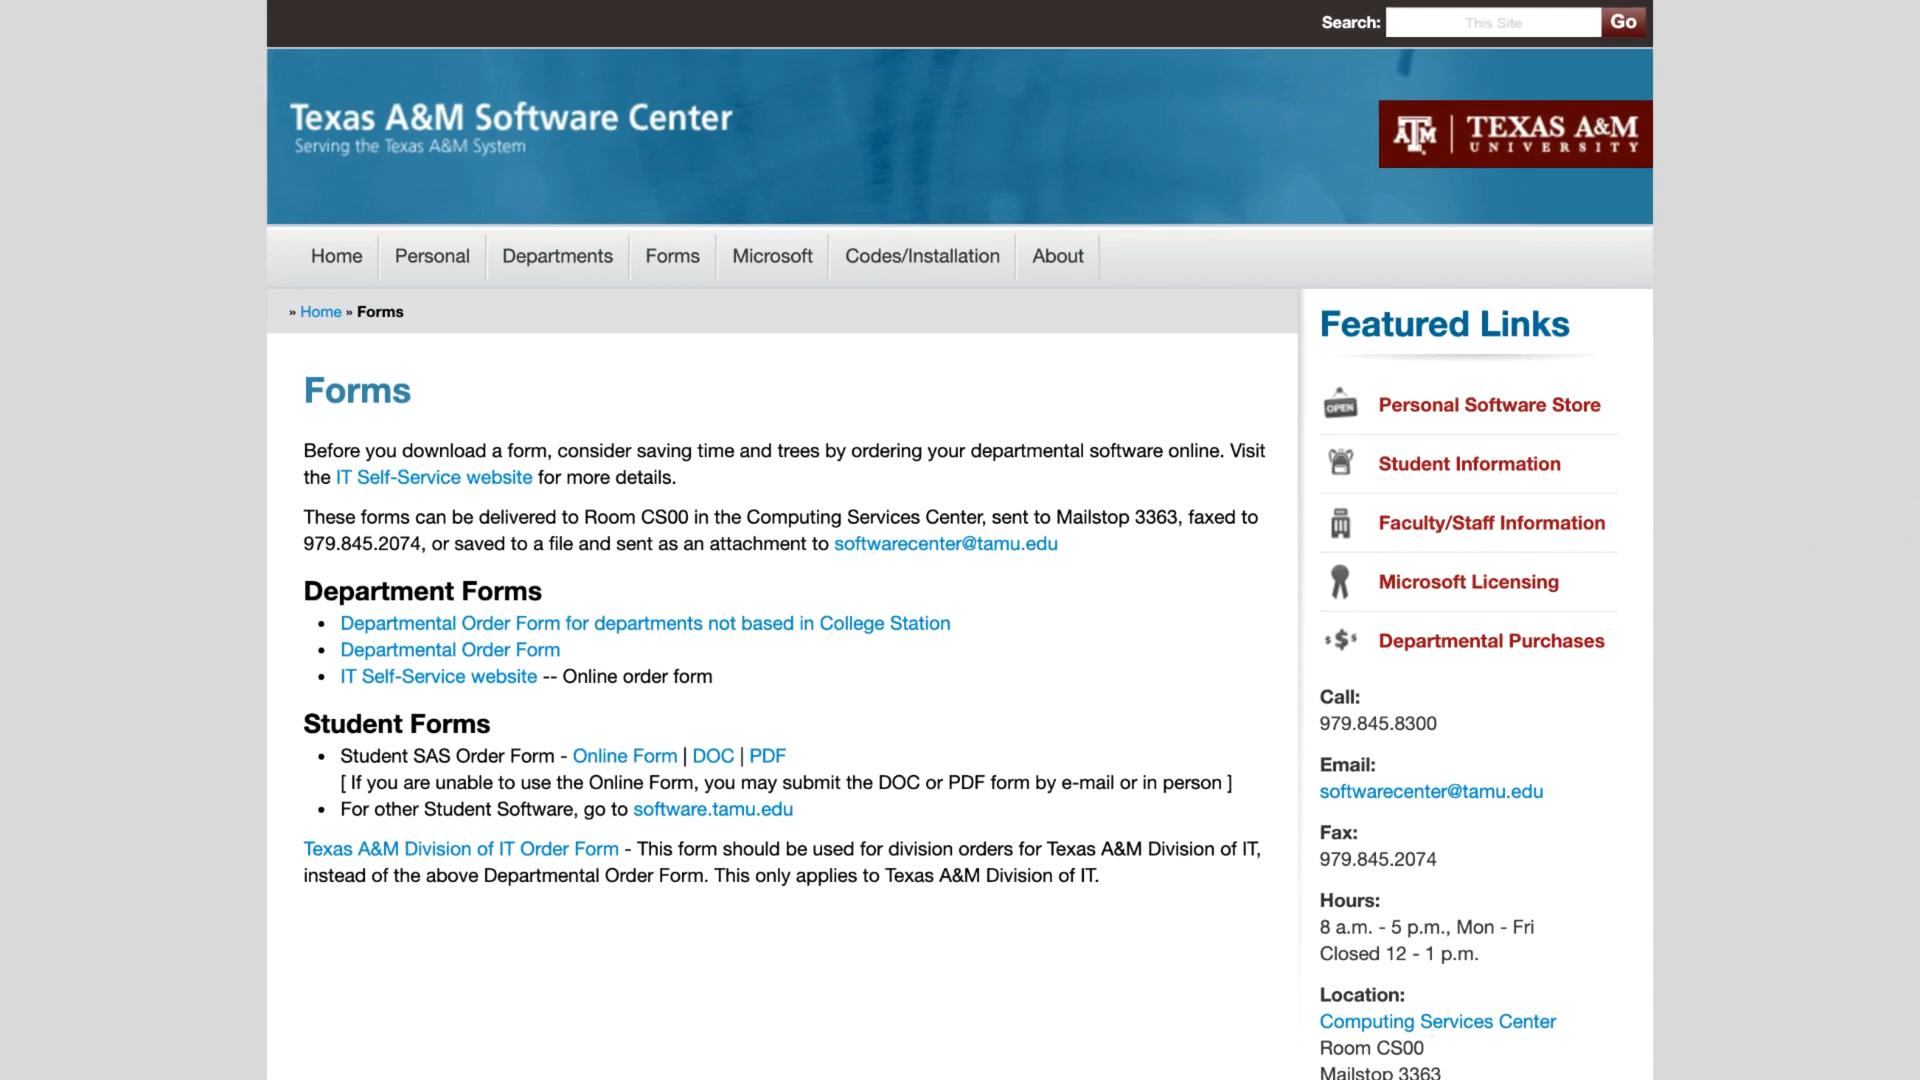 Search: This Site Go
Texas A&M Software Center
Serving the Texas A&M System
ATM | TEXAS A&M
UNIVERSITY
Home Personal Departments Forms Microsoft Codes/Installation About
» Home » Forms
Forms
Before you download a form, consider saving time and trees by ordering your departmental software online. Visit
the IT Self-Service website for more details.
These forms can be delivered to Room CS00 in the Computing Services Center, sent to Mailstop 3363, faxed to
979.845.2074, or saved to a file and sent as an attachment to softwarecenter@tamu.edu
Department Forms
• Departmental Order Form for departments not based in College Station
• Departmental Order Form
• IT Self-Service website -- Online order form
Student Forms
• Student SAS Order Form - Online Form | DOC | PDF
[ If you are unable to use the Online Form, you may submit the DOC or PDF form by e-mail or in person ]
• For other Student Software, go to software.tamu.edu
Texas A&M Division of IT Order Form - This form should be used for division orders for Texas A&M Division of IT,
instead of the above Departmental Order Form. This only applies to Texas A&M Division of IT.
Featured Links
OPEN Personal Software Store
Student Information
Faculty/Staff Information
Microsoft Licensing
$$$ Departmental Purchases
Call:
979.845.8300
Email:
softwarecenter@tamu.edu
Fax:
979.845.2074
Hours:
8 a.m. - 5 p.m., Mon - Fri
Closed 12 - 1 p.m.
Location:
Computing Services Center
Room CS00
Mailstop 3363